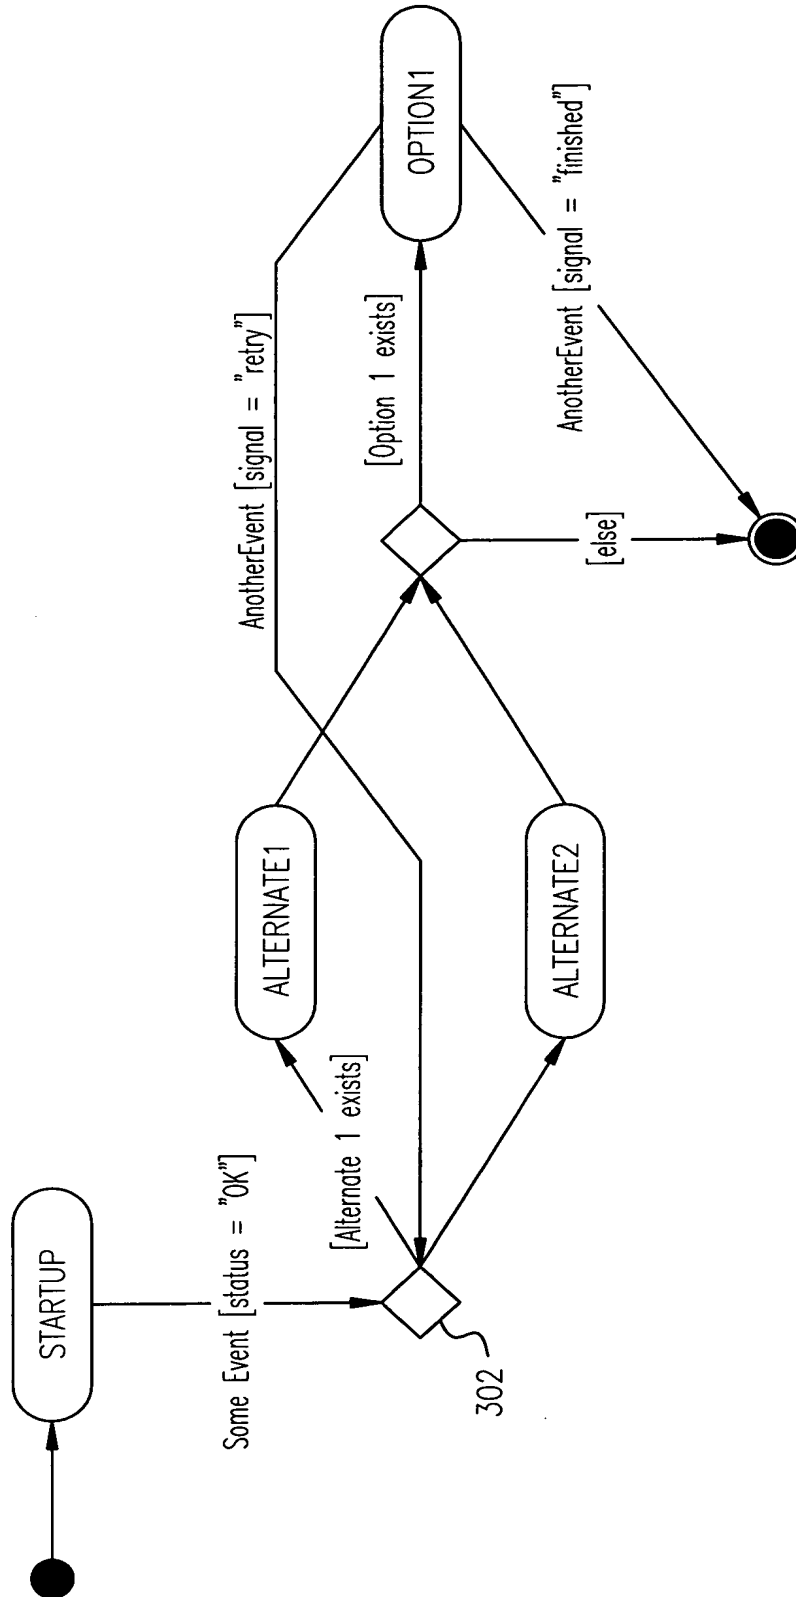 STARTUP
Some Event [status = "OK"]
302
[Alternate 1 exists]
ALTERNATE1
ALTERNATE2
AnotherEvent [signal = "retry"]
[Option 1 exists]
[else]
OPTION1
AnotherEvent [signal = "finished"]